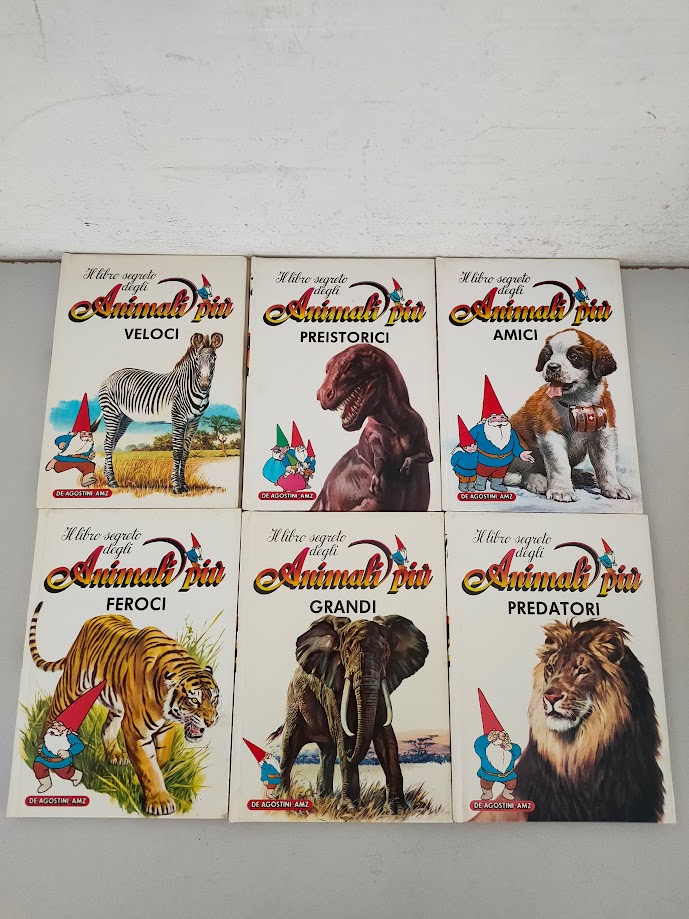 Il libro segreto
degli
Animali più
VELOCI
DE AGOSTINI-AMZ
Il libro segreto
degli
Animali più
PREISTORICI
DE AGOSTINI-AMZ
Il libro segreto
degli
Animali più
AMICI
DE AGOSTINI-AMZ
Il libro segreto
degli
Animali più
FEROCI
DE AGOSTINI-AMZ
Il libro segreto
degli
Animali più
GRANDI
DE AGOSTINI-AMZ
Il libro segreto
degli
Animali più
PREDATORI
DE AGOSTINI-AMZ